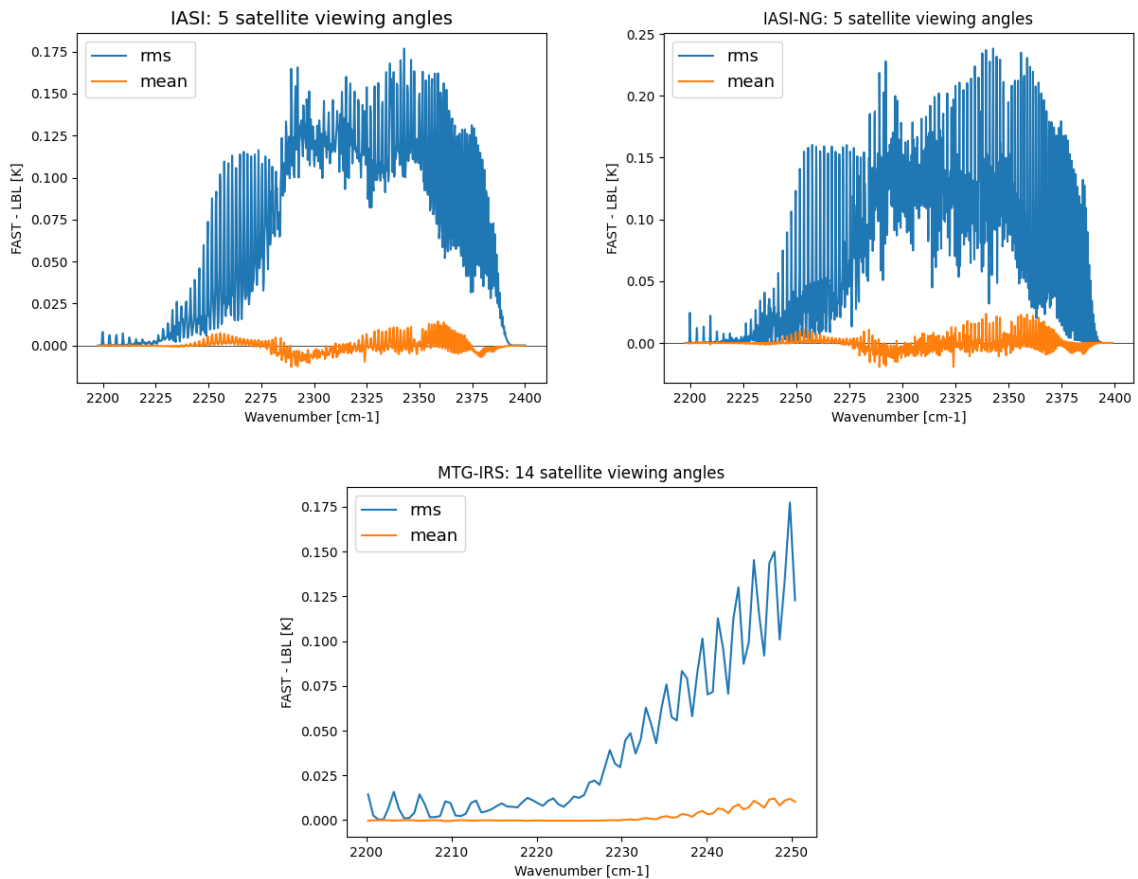 IASI: 5 satellite viewing angles
rms
mean
0.175
0.150
0.125
0.100
0.075
0.050
0.025
0.000
FAST - LBL [K]
2200 2225 2250 2275 2300 2325 2350 2375 2400
Wavenumber [cm-1]
IASI-NG: 5 satellite viewing angles
rms
mean
0.25
0.20
0.15
0.10
0.05
0.00
FAST - LBL [K]
2200 2225 2250 2275 2300 2325 2350 2375 2400
Wavenumber [cm-1]
MTG-IRS: 14 satellite viewing angles
rms
mean
0.175
0.150
0.125
0.100
0.075
0.050
0.025
0.000
FAST - LBL [K]
2200 2210 2220 2230 2240 2250
Wavenumber [cm-1]